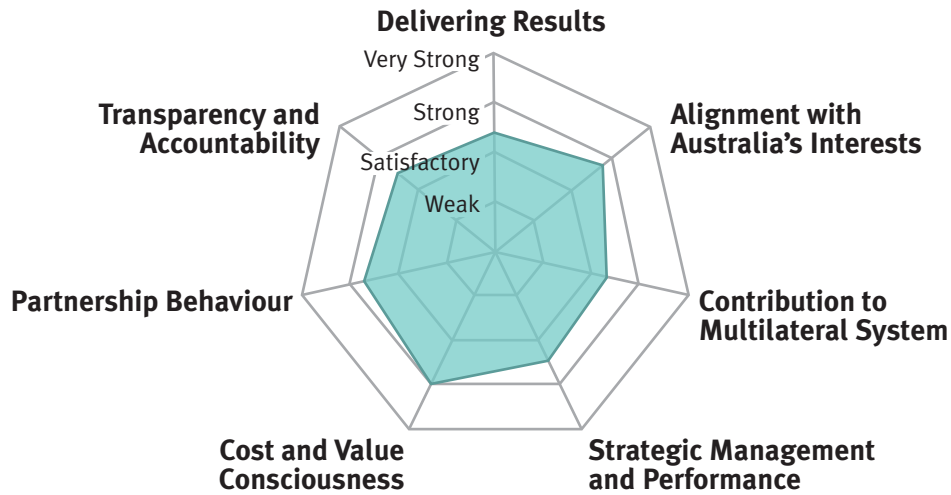 Delivering Results
Very Strong
Strong
Satisfactory
Weak
Alignment with
Australia’s Interests
Contribution to
Multilateral System
Strategic Management
and Performance
Cost and Value
Consciousness
Partnership Behaviour
Transparency and
Accountability